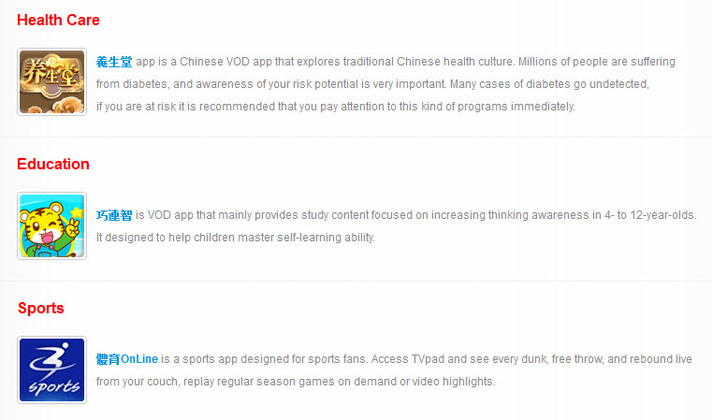 Health Care
养生堂
義生堂 app is a Chinese VOD app that explores traditional Chinese health culture. Millions of people are suffering
from diabetes, and awareness of your risk potential is very important. Many cases of diabetes go undetected,
if you are at risk it is recommended that you pay attention to this kind of programs immediately.
Education
巧連智 is VOD app that mainly provides study content focused on increasing thinking awareness in 4- to 12-year-olds.
It designed to help children master self-learning ability.
Sports
sports
體育OnLine is a sports app designed for sports fans. Access TVpad and see every dunk, free throw, and rebound live
from your couch, replay regular season games on demand or video highlights.